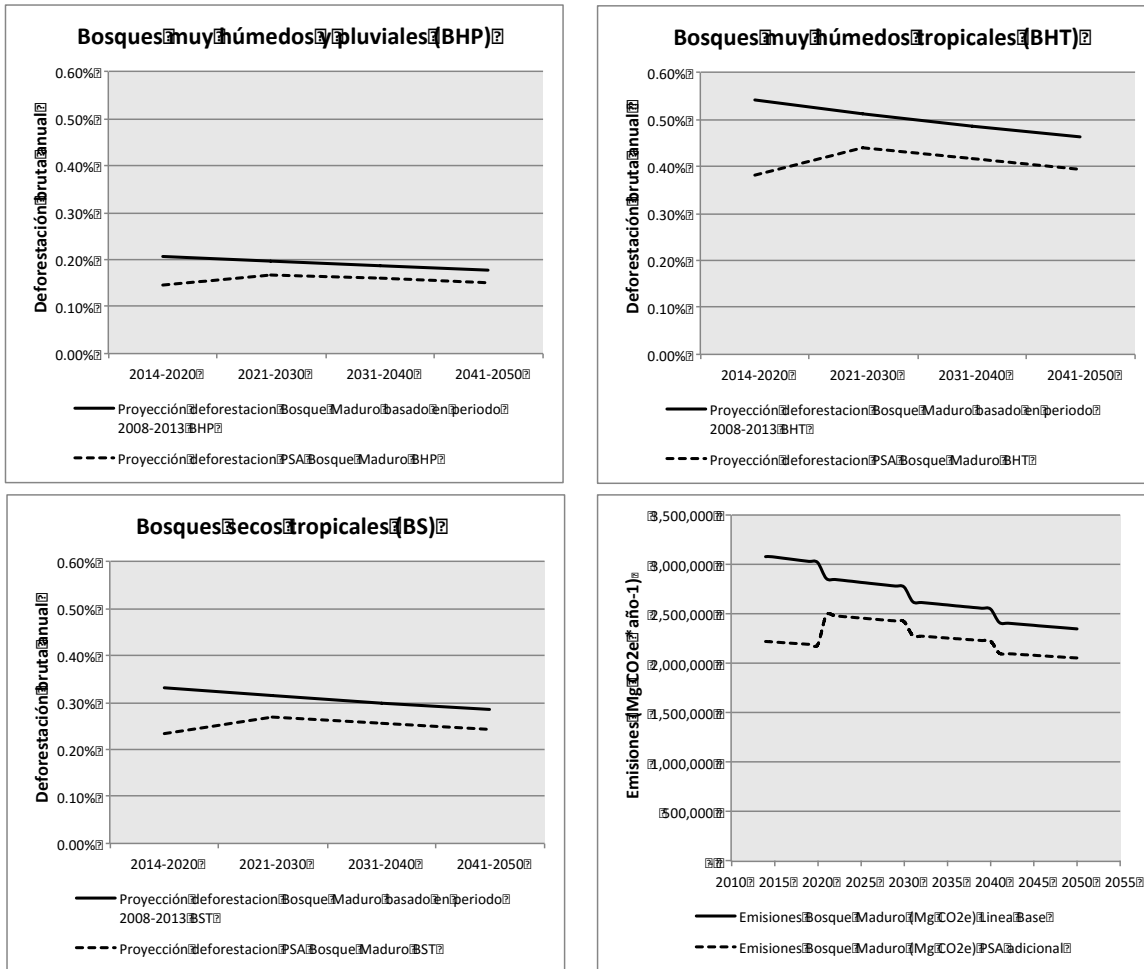 Bosques muy húmedos y pluviales (BHP)
0.60%
0.50%
0.40%
0.30%
0.20%
0.10%
0.00%
Deforestación bruta anual
2014-2020 2021-2030 2031-2040 2041-2050
Proyección deforestacion Bosque Maduro basado en periodo
2008-2013 BHP
Proyección deforestacion PSA Bosque Maduro BHP
Bosques muy húmedos tropicales (BHT)
0.60%
0.50%
0.40%
0.30%
0.20%
0.10%
0.00%
Deforestación bruta anual
2014-2020 2021-2030 2031-2040 2041-2050
Proyección deforestacion Bosque Maduro basado en periodo
2008-2013 BHT
Proyección deforestacion PSA Bosque Maduro BHT
Bosques secos tropicales (BS)
0.60%
0.50%
0.40%
0.30%
0.20%
0.10%
0.00%
Deforestación bruta anual
2014-2020 2021-2030 2031-2040 2041-2050
Proyección deforestacion Bosque Maduro basado en periodo
2008-2013 BST
Proyección deforestacion PSA Bosque Maduro BST
3,500,000
3,000,000
2,500,000
2,000,000
1,500,000
1,000,000
500,000
-
Emisiones (Mg CO2e * año-1)
2010 2015 2020 2025 2030 2035 2040 2045 2050 2055
Emisiones Bosque Maduro (Mg CO2e) Linea Base
Emisiones Bosque Maduro (Mg CO2e) PSA adicional